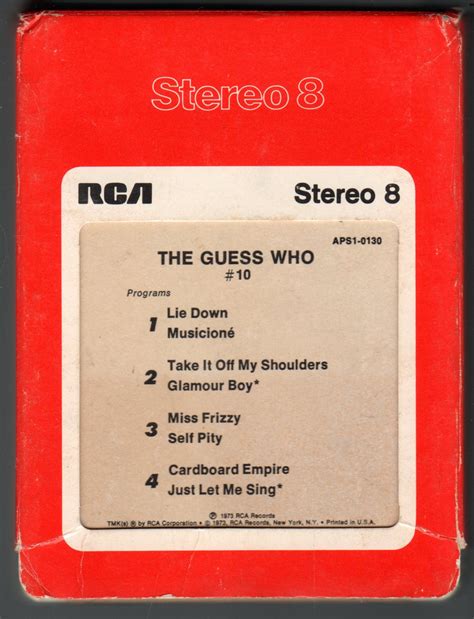 Stereo 8
RCA Stereo 8
APS1-0130
THE GUESS WHO
#10
Programs
1 Lie Down
Musicioné
2 Take It Off My Shoulders
Glamour Boy*
3 Miss Frizzy
Self Pity
4 Cardboard Empire
Just Let Me Sing*
℗ 1973 RCA Records
TMK(s) ® by RCA Corporation • © 1973, RCA Records, New York, N.Y. • Printed in U.S.A.